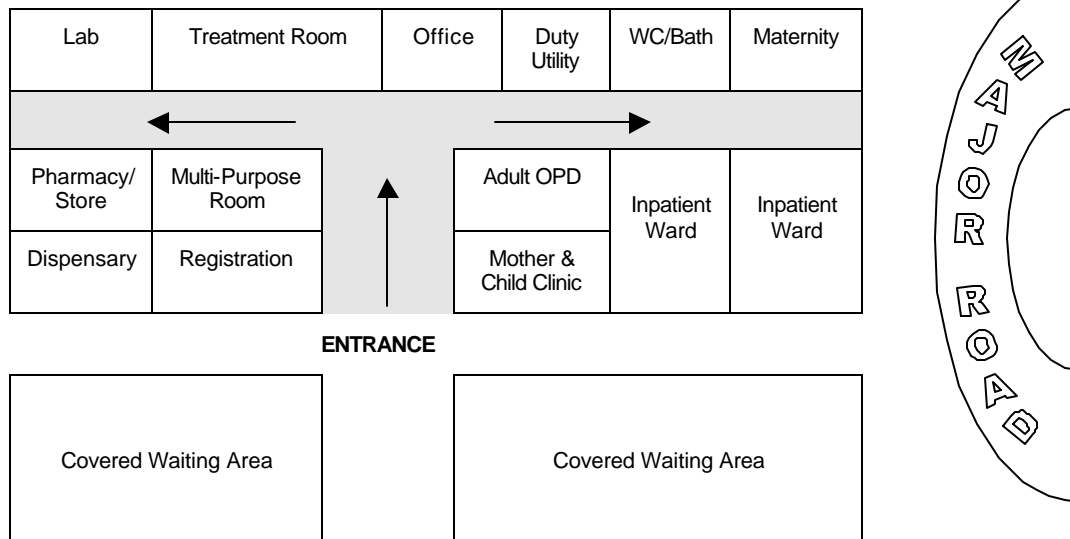 Lab
Treatment Room
Office
Duty
Utility
WC/Bath
Maternity
Pharmacy/
Store
Multi-Purpose
Room
Adult OPD
Inpatient
Ward
Inpatient
Ward
Dispensary
Registration
Mother &
Child Clinic
ENTRANCE
Covered Waiting Area
Covered Waiting Area
MAJOR ROAD